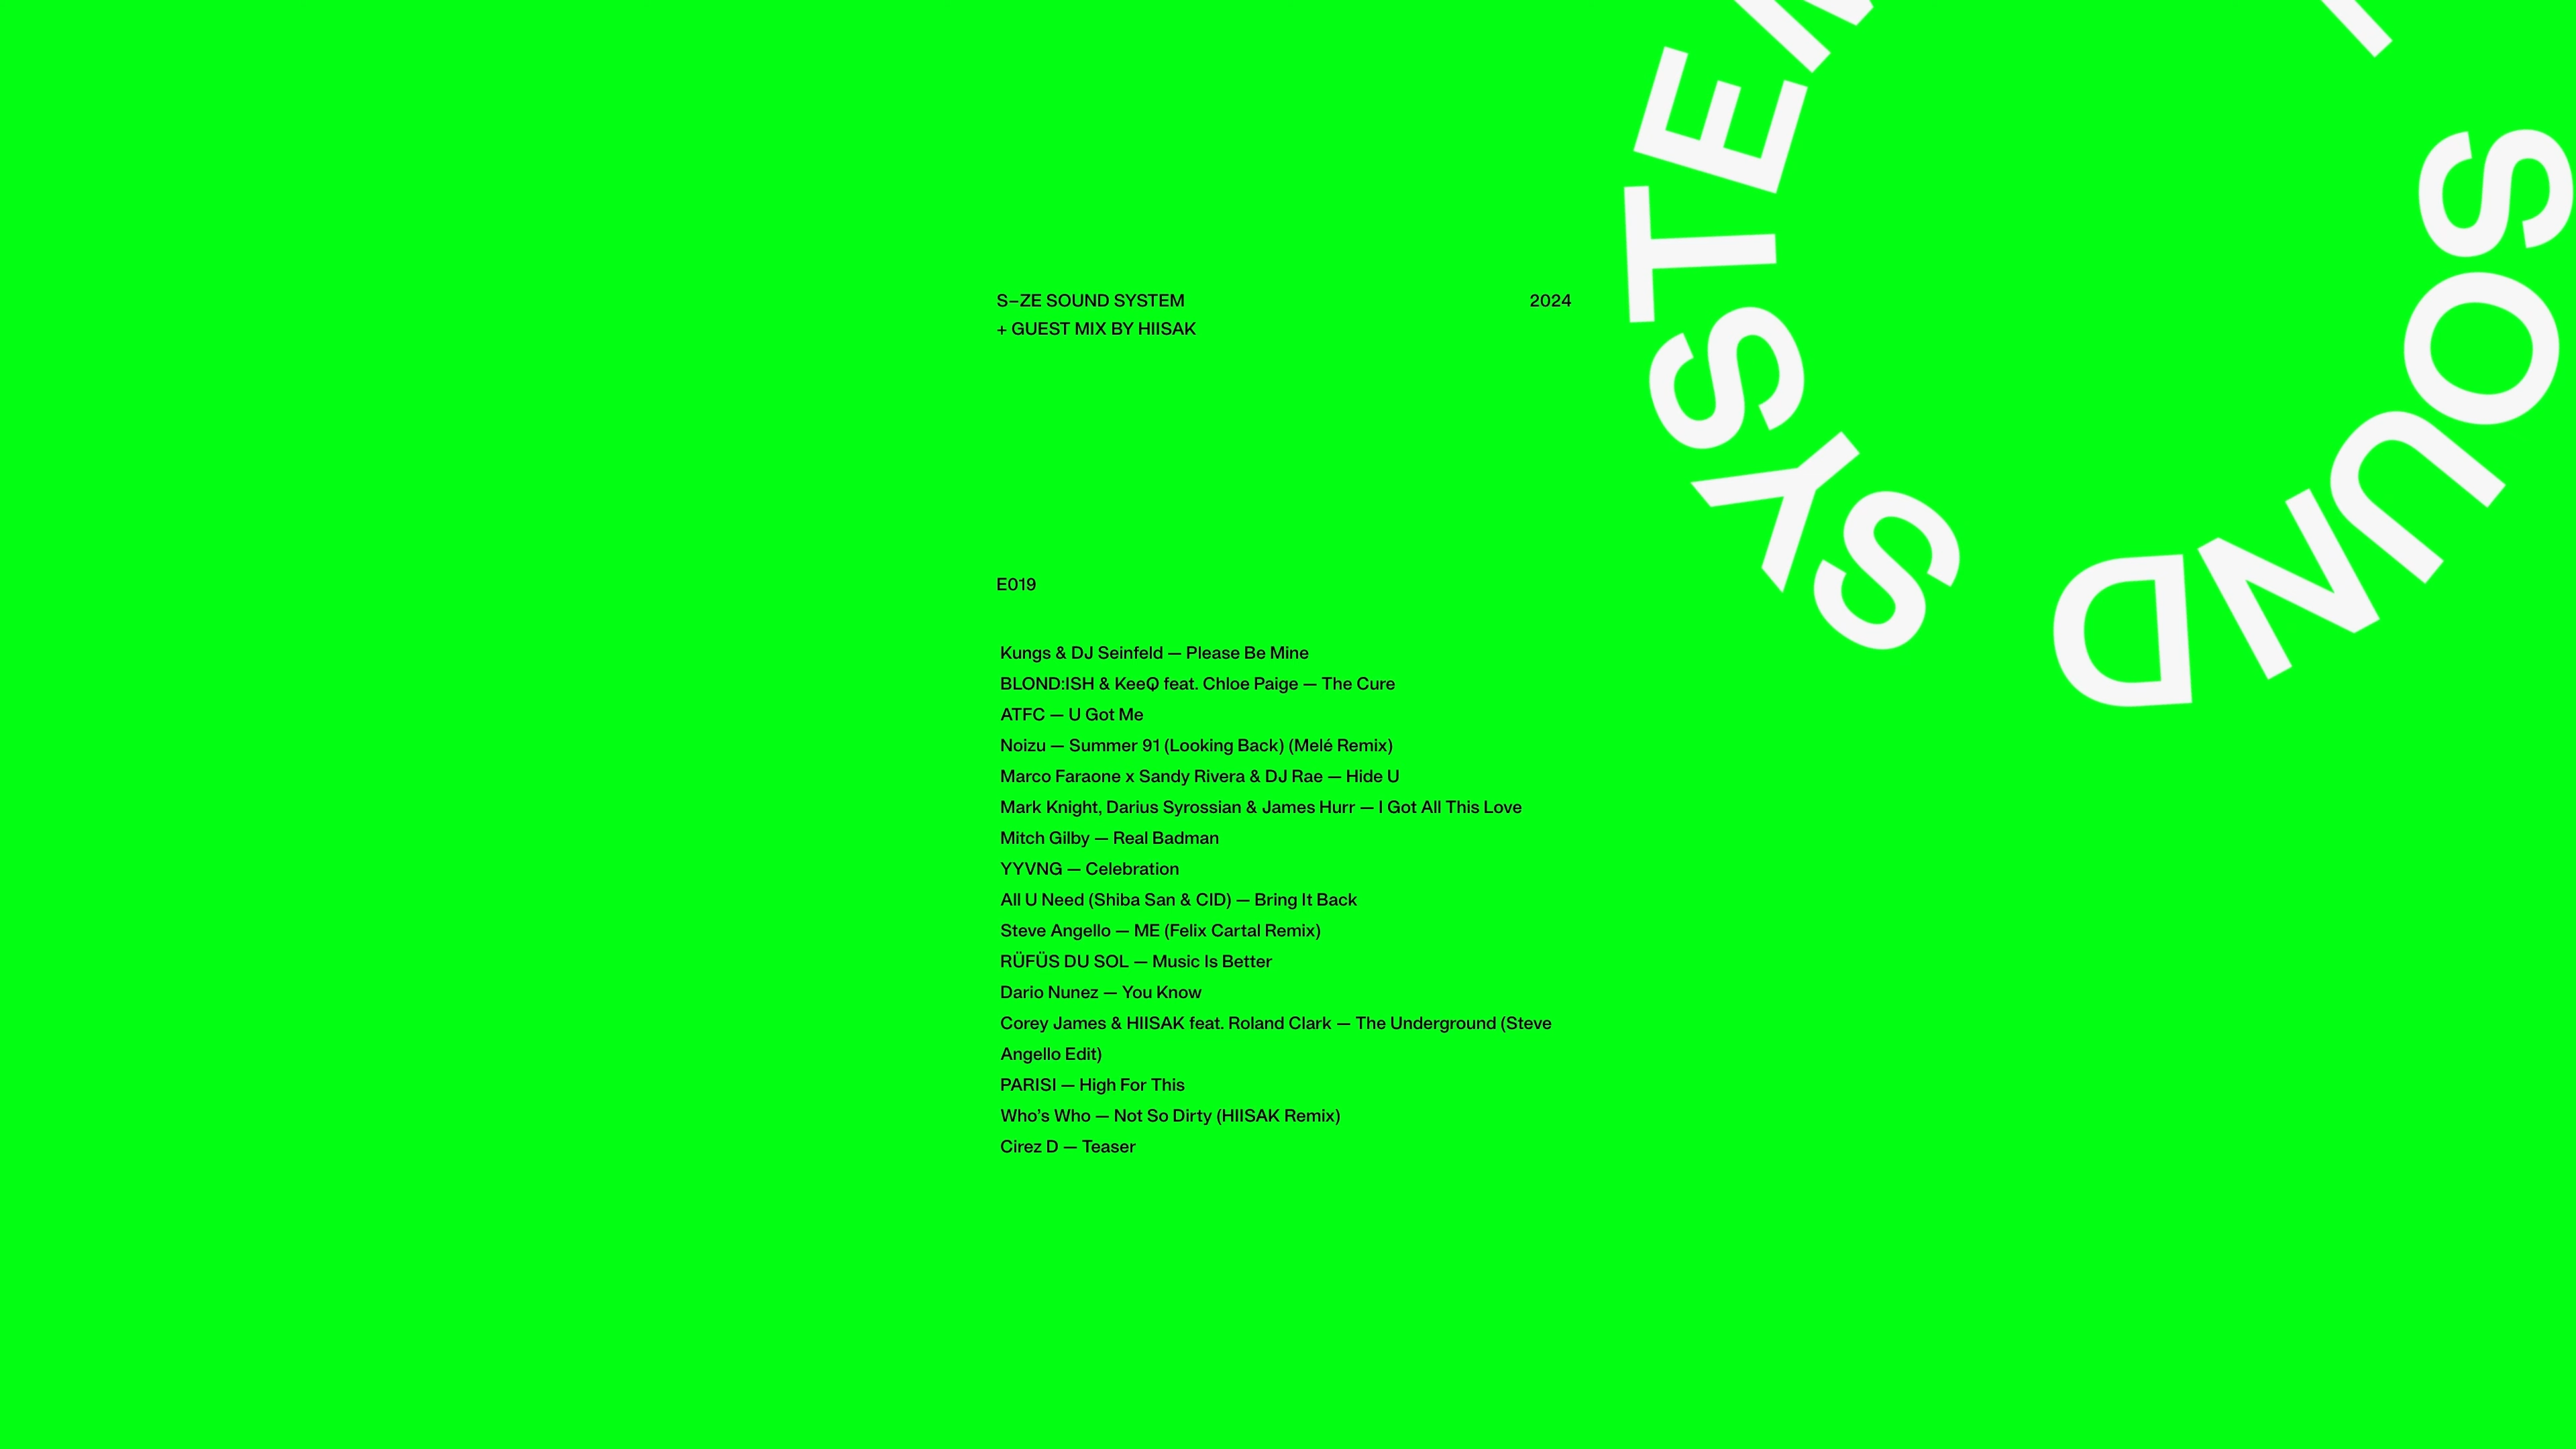 S–ZE SOUND SYSTEM
2024
+ GUEST MIX BY HIISAK
SOUND
SYSTEM
E019
Kungs & DJ Seinfeld — Please Be Mine
BLOND:ISH & KeeQ feat. Chloe Paige — The Cure
ATFC — U Got Me
Noizu — Summer 91 (Looking Back) (Melé Remix)
Marco Faraone x Sandy Rivera & DJ Rae — Hide U
Mark Knight, Darius Syrossian & James Hurr — I Got All This Love
Mitch Gilby — Real Badman
YYVNG — Celebration
All U Need (Shiba San & CID) — Bring It Back
Steve Angello — ME (Felix Cartal Remix)
RÜFÜS DU SOL — Music Is Better
Dario Nunez — You Know
Corey James & HIISAK feat. Roland Clark — The Underground (Steve
Angello Edit)
PARISI — High For This
Who’s Who — Not So Dirty (HIISAK Remix)
Cirez D — Teaser